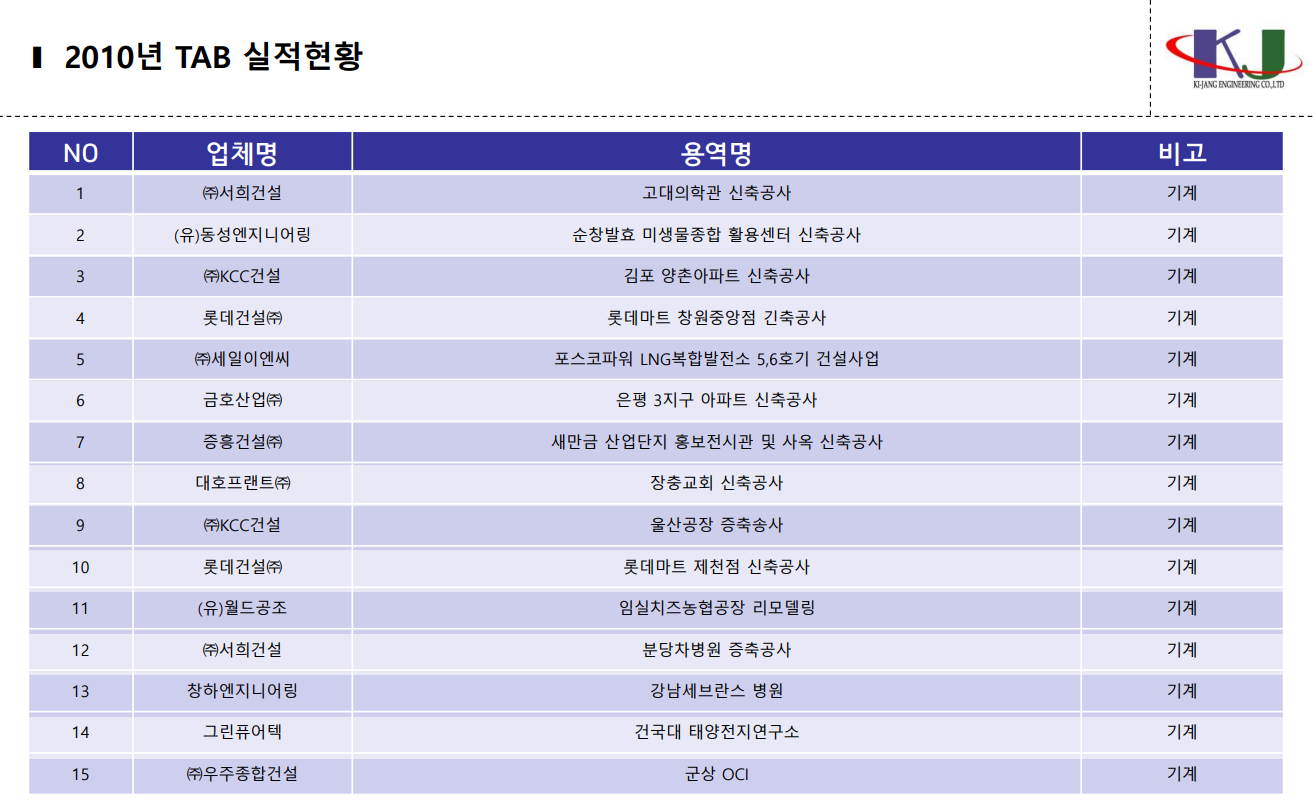 2010년 TAB 실적현황
KJ
KI-JANG ENGINEERING CO.,LTD
NO 업체명 용역명 비고
1 ㈜서희건설 고대의학관 신축공사 기계
2 (유)동성엔지니어링 순창발효 미생물종합 활용센터 신축공사 기계
3 ㈜KCC건설 김포 양촌아파트 신축공사 기계
4 롯데건설㈜ 롯데마트 창원중앙점 긴축공사 기계
5 ㈜세일이엔씨 포스코파워 LNG복합발전소 5,6호기 건설사업 기계
6 금호산업㈜ 은평 3지구 아파트 신축공사 기계
7 증흥건설㈜ 새만금 산업단지 홍보전시관 및 사옥 신축공사 기계
8 대호프랜트㈜ 장충교회 신축공사 기계
9 ㈜KCC건설 울산공장 증축송사 기계
10 롯데건설㈜ 롯데마트 제천점 신축공사 기계
11 (유)월드공조 임실치즈농협공장 리모델링 기계
12 ㈜서희건설 분당차병원 증축공사 기계
13 창하엔지니어링 강남세브란스 병원 기계
14 그린퓨어텍 건국대 태양전지연구소 기계
15 ㈜우주종합건설 군상 OCI 기계